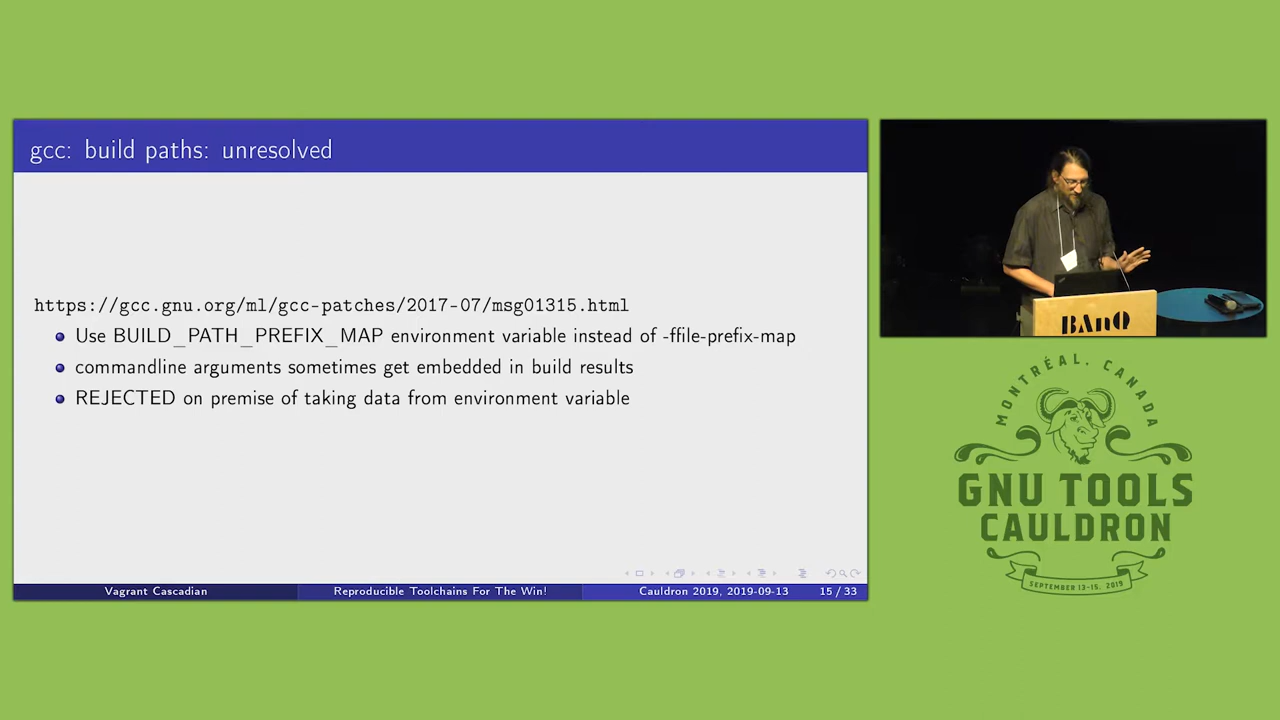 gcc: build paths: unresolved
https://gcc.gnu.org/ml/gcc-patches/2017-07/msg01315.html
Use BUILD_PATH_PREFIX_MAP environment variable instead of -ffile-prefix-map
commandline arguments sometimes get embedded in build results
REJECTED on premise of taking data from environment variable
Vagrant Cascadian
Reproducible Toolchains For The Win!
Cauldron 2019, 2019-09-13
15 / 33
BAnQ
MONTRÉAL, CANADA
GNU TOOLS
CAULDRON
SEPTEMBER 13-15, 2019